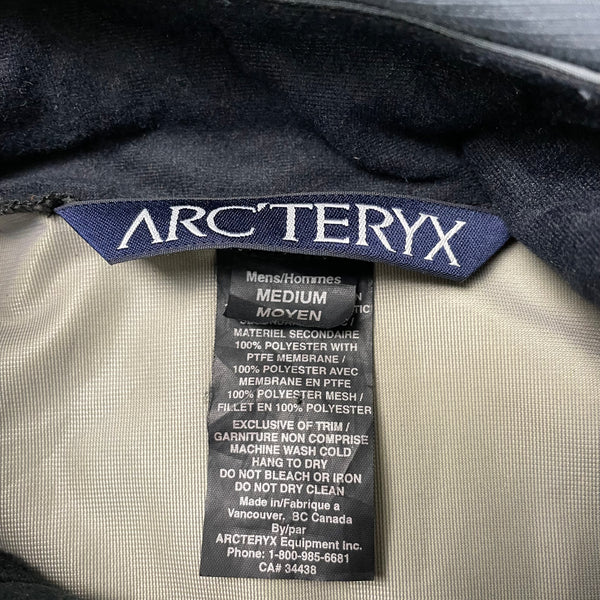 ARC'TERYX
Mens/Hommes
MEDIUM
MOYEN
MATERIEL SECONDAIRE
100% POLYESTER WITH
PTFE MEMBRANE /
100% POLYESTER AVEC
MEMBRANE EN PTFE
100% POLYESTER MESH /
FILLET EN 100% POLYESTER
EXCLUSIVE OF TRIM /
GARNITURE NON COMPRISE
MACHINE WASH COLD
HANG TO DRY
DO NOT BLEACH OR IRON
DO NOT DRY CLEAN
Made in/Fabrique a
Vancouver, BC Canada
By/par
ARCTERYX Equipment Inc.
Phone: 1-800-985-6681
CA# 34438